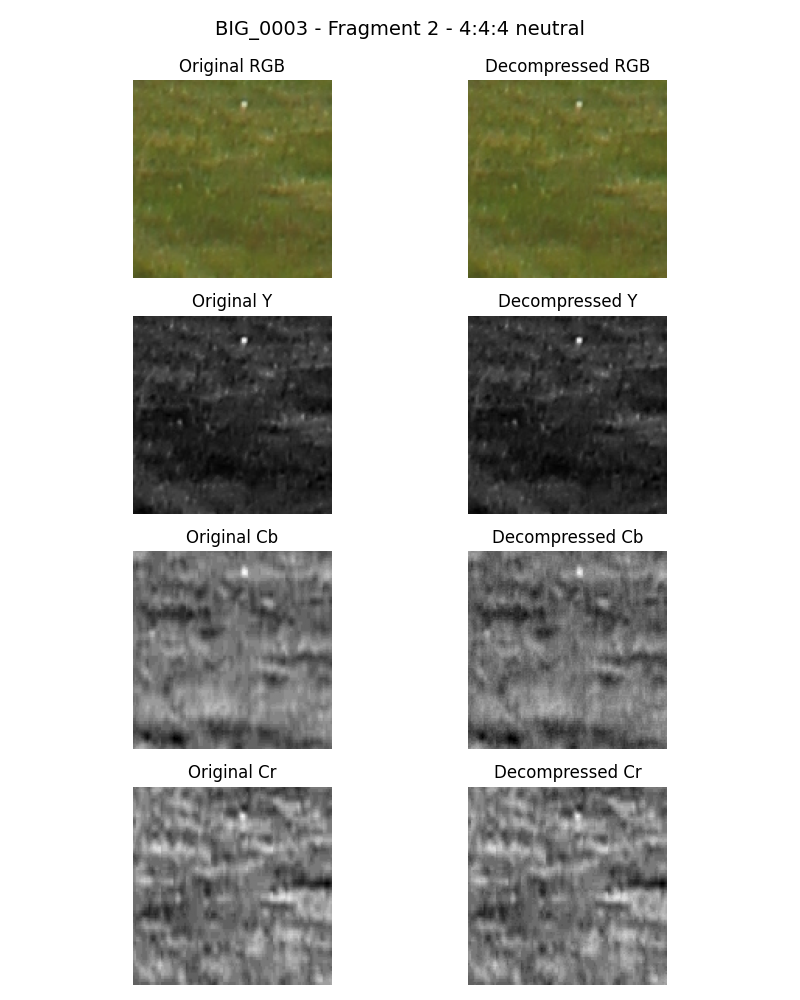 BIG_0003 - Fragment 2 - 4:4:4 neutral
Original RGB
Decompressed RGB
Original Y
Decompressed Y
Original Cb
Decompressed Cb
Original Cr
Decompressed Cr